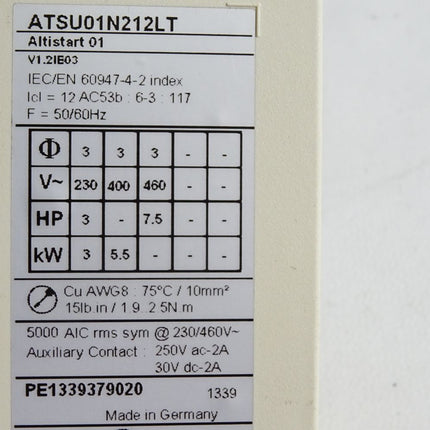 ATSU01N212LT
Altistart 01
V1.2IE03
IEC/EN 60947-4-2 index
Icl = 12 AC53b : 6-3 : 117
F = 50/60Hz
Φ 3 3 3 - -
V~ 230 400 460 - -
HP 3 - 7.5 - -
kW 3 5.5 - - -
Cu AWG8 : 75°C / 10mm²
15lb.in / 1.9..2.5N.m
5000 AIC rms sym @ 230/460V~
Auxiliary Contact : 250V ac-2A
30V dc-2A
PE1339379020 1339
Made in Germany